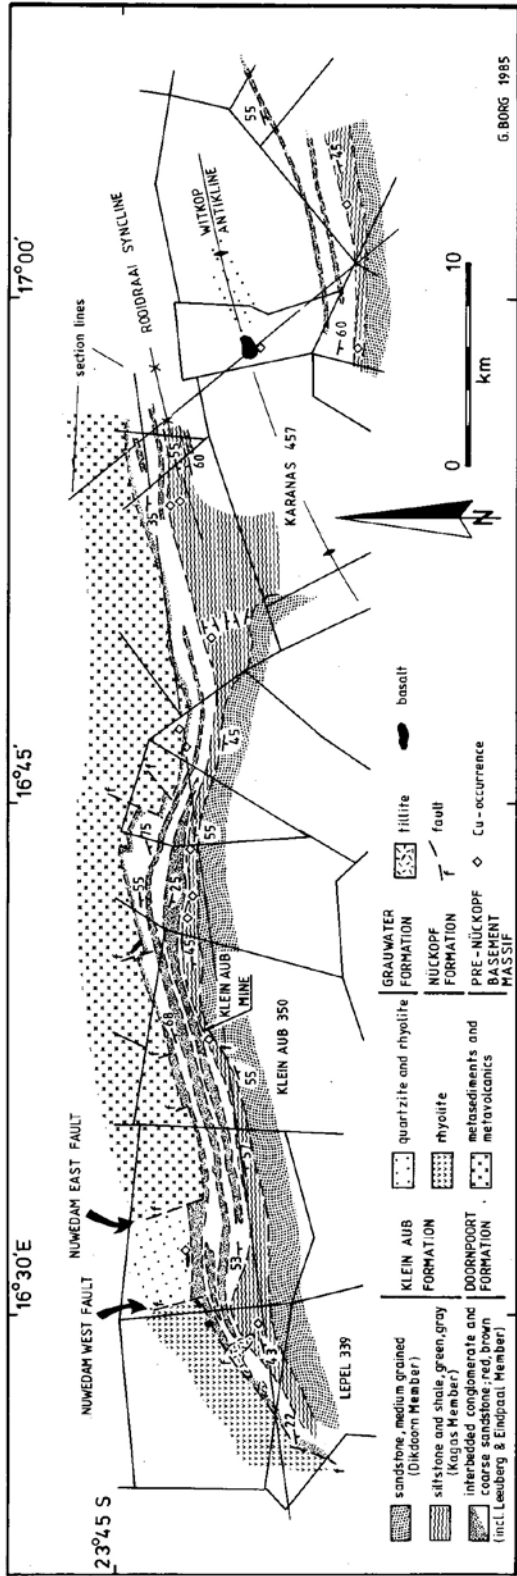 23°45 S
16°30 E
16°45'
17°00'
NUWEDAM WEST FAULT
NUWEDAM EAST FAULT
section lines
ROOIDRAAI SYNCLINE
WITKOP
ANTIKLINE
KARANAS 457
KLEIN AUB
MINE
KLEIN AUB 350
LEPEL 339
f
22
43
53
57
55
68
45
25
55
15
55
45
35
55
60
60
45
55
N
0 10
km
G.BORG 1985
sandstone, medium grained
(Dikdoorn Member)
siltstone and shale, green, gray
(Kagas Member)
interbedded conglomerate and
coarse sandstone; red, brown
(incl. Leeuberg & Eindpaal Member)
KLEIN AUB
FORMATION
DOORNPOORT
FORMATION
quartzite and rhyolite
rhyolite
metasediments and
metavolcanics
GRAUWATER
FORMATION
NÜCKOPF
FORMATION
PRE-NÜCKOPF
BASEMENT
MASSIF
tillite
f fault
Cu-occurrence
basalt